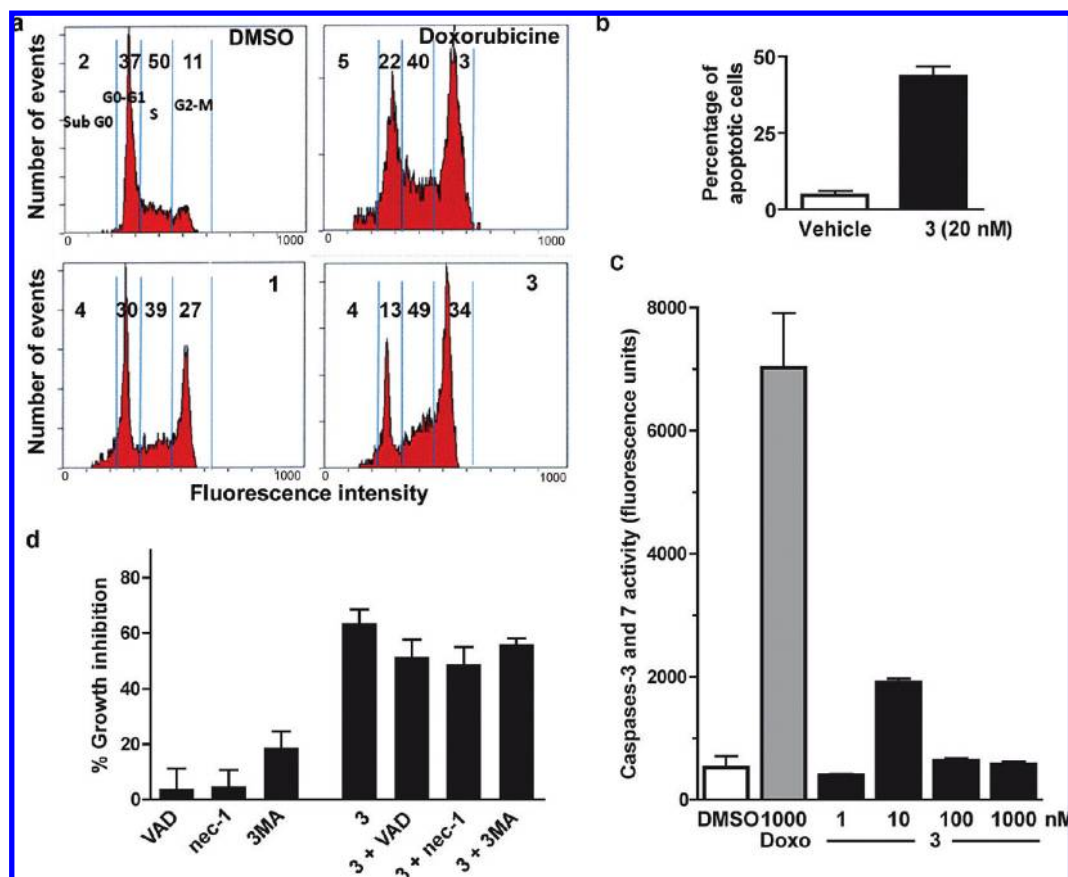 a
DMSO
2 37 50 11
G0-G1
Sub G0
S
G2-M
Number of events
0
1000
Doxorubicine
5 22 40 3
0
1000
1
4 30 39 27
Number of events
0
1000
3
4 13 49 34
0
1000
Fluorescence intensity
b
Percentage of
apoptotic cells
50
25
0
Vehicle 3 (20 nM)
c
Caspases-3 and 7 activity (fluorescence units)
8000
6000
4000
2000
0
DMSO 1000 1 10 100 1000 nM
Doxo 3
d
% Growth inhibition
80
60
40
20
0
VAD
nec-1
3MA
3
3 + VAD
3 + nec-1
3 + 3MA